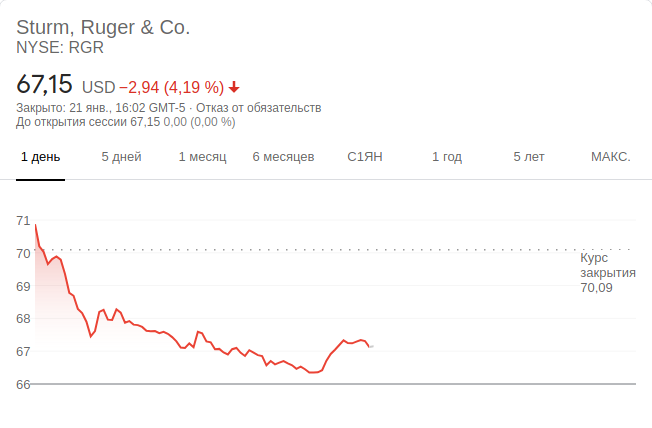 Sturm, Ruger & Co.
NYSE: RGR
67,15 USD −2,94 (4,19 %)
Закрыто: 21 янв., 16:02 GMT-5 · Отказ от обязательств
До открытия сессии 67,15 0,00 (0,00 %)
1 день 5 дней 1 месяц 6 месяцев С1ЯН 1 год 5 лет МАКС.
71
70
Курс
закрытия
70,09
69
68
67
66